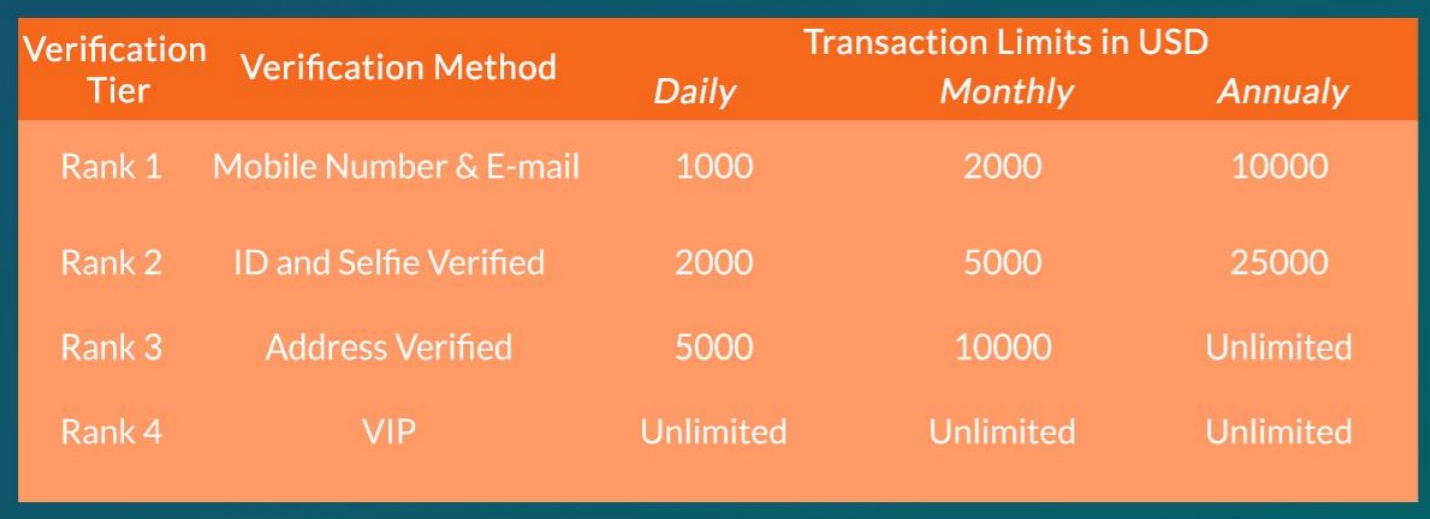 Verification Tier Verification Method Transaction Limits in USD
Daily Monthly Annualy
Rank 1 Mobile Number & E-mail 1000 2000 10000
Rank 2 ID and Selfie Verified 2000 5000 25000
Rank 3 Address Verified 5000 10000 Unlimited
Rank 4 VIP Unlimited Unlimited Unlimited